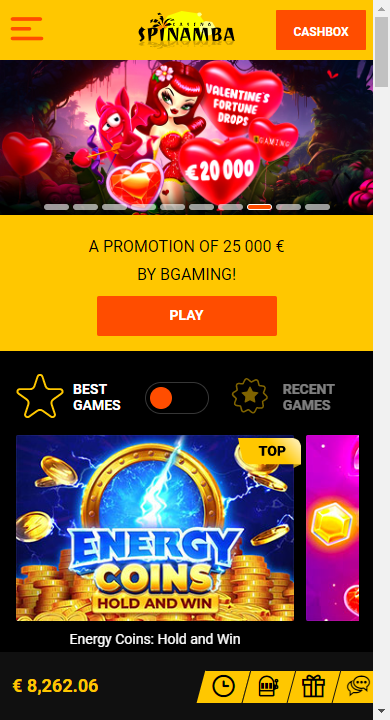 CASINO
SPINAMBA
CASHBOX
VALENTINE'S
FORTUNE
DROPS
BGAMING
€20 000
A PROMOTION OF 25 000 €
BY BGAMING!
PLAY
BEST
GAMES
RECENT
GAMES
TOP
ENERGY
COINS
HOLD AND WIN
Energy Coins: Hold and Win
€ 8,262.06